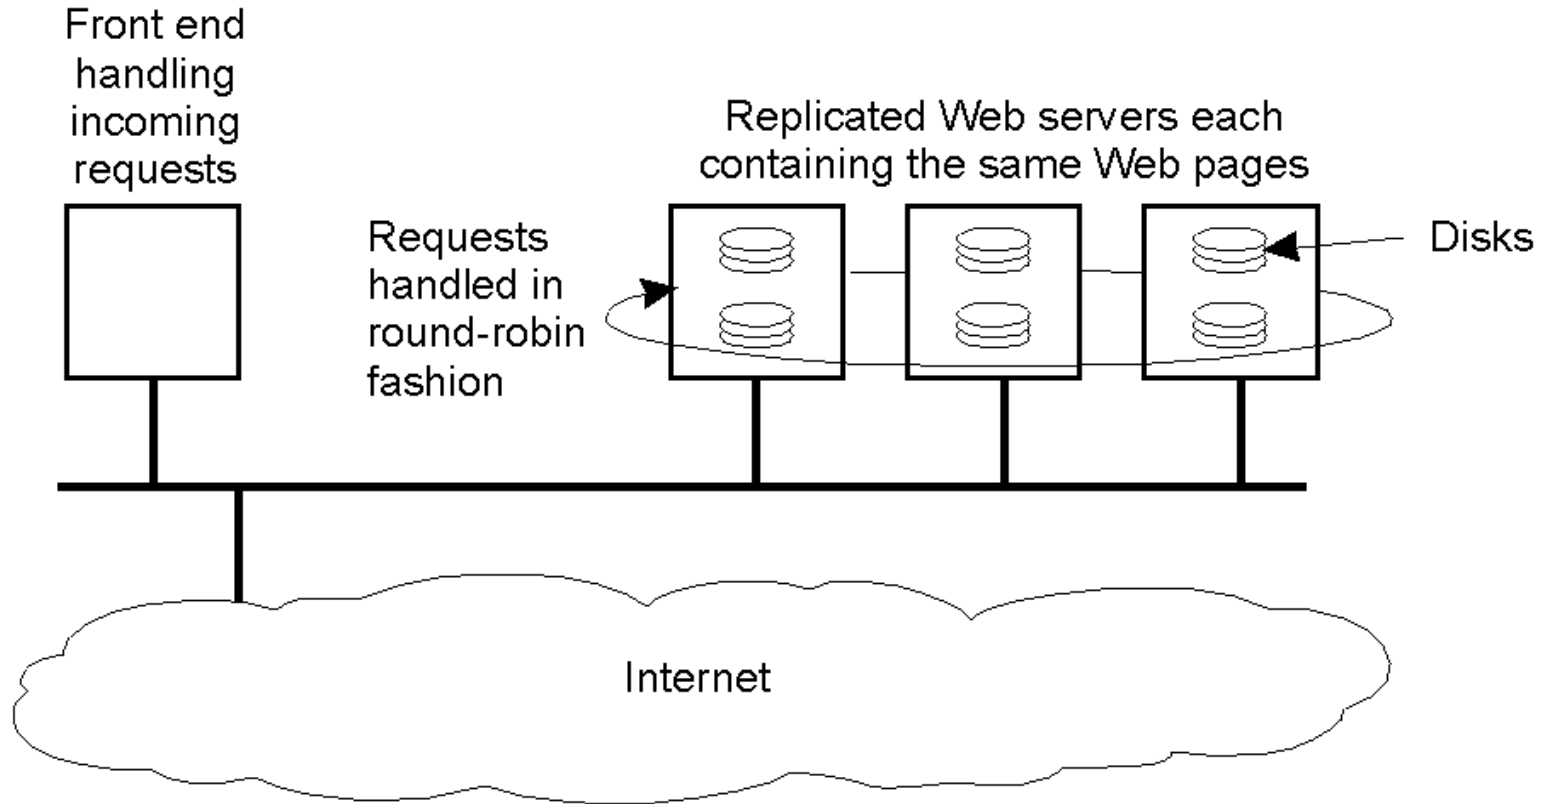 Front end
handling
incoming
requests
Replicated Web servers each
containing the same Web pages
Requests
handled in
round-robin
fashion
Disks
Internet